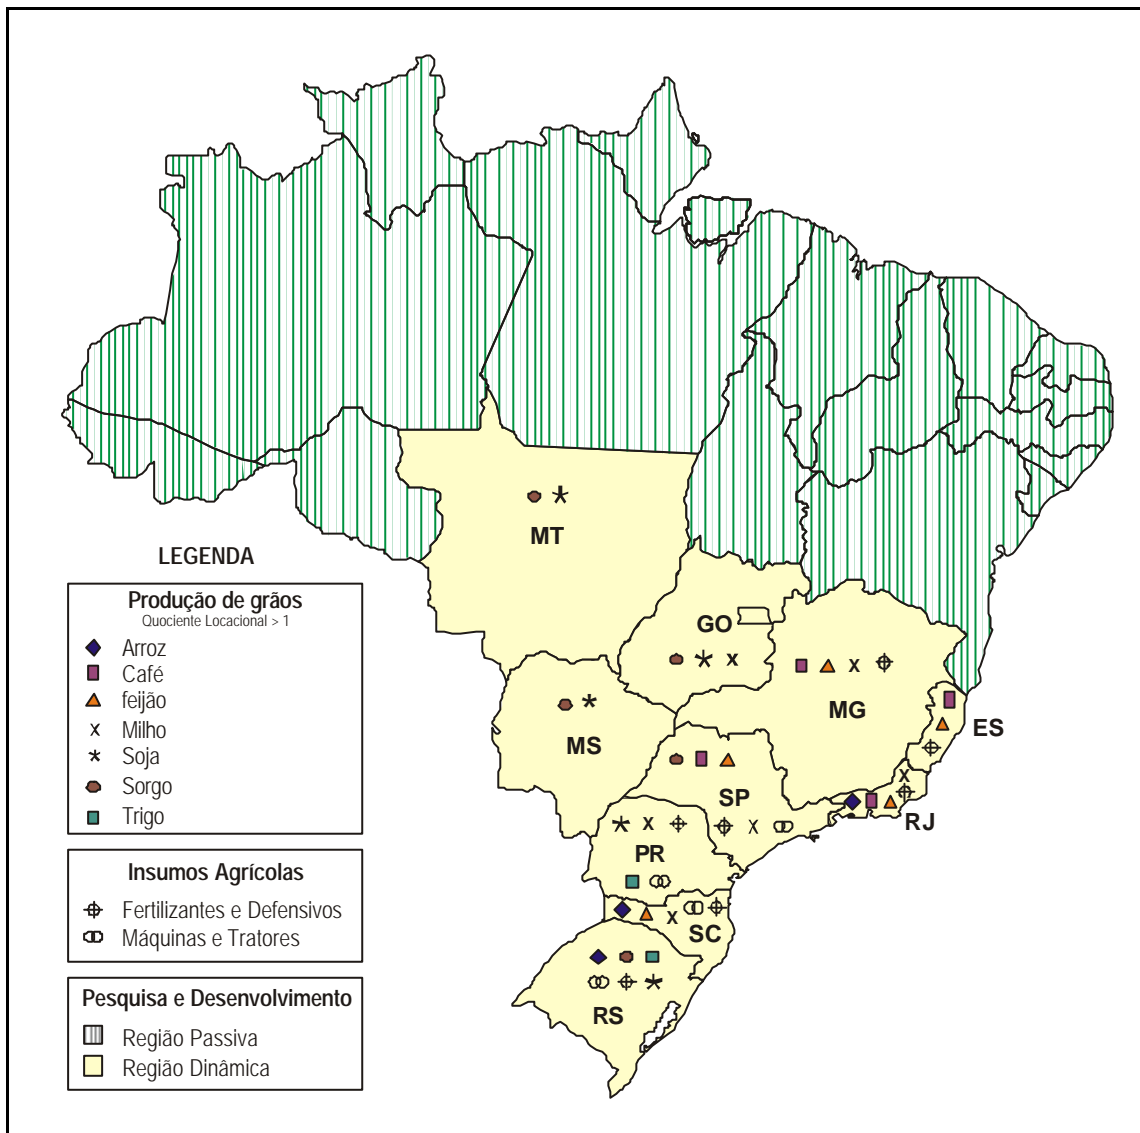 MT
LEGENDA
Produção de grãos
Quociente Locacional > 1
Arroz
Café
feijão
Milho
Soja
Sorgo
Trigo
Insumos Agrícolas
Fertilizantes e Defensivos
Máquinas e Tratores
Pesquisa e Desenvolvimento
Região Passiva
Região Dinâmica
GO
MG
ES
MS
SP
RJ
PR
SC
RS